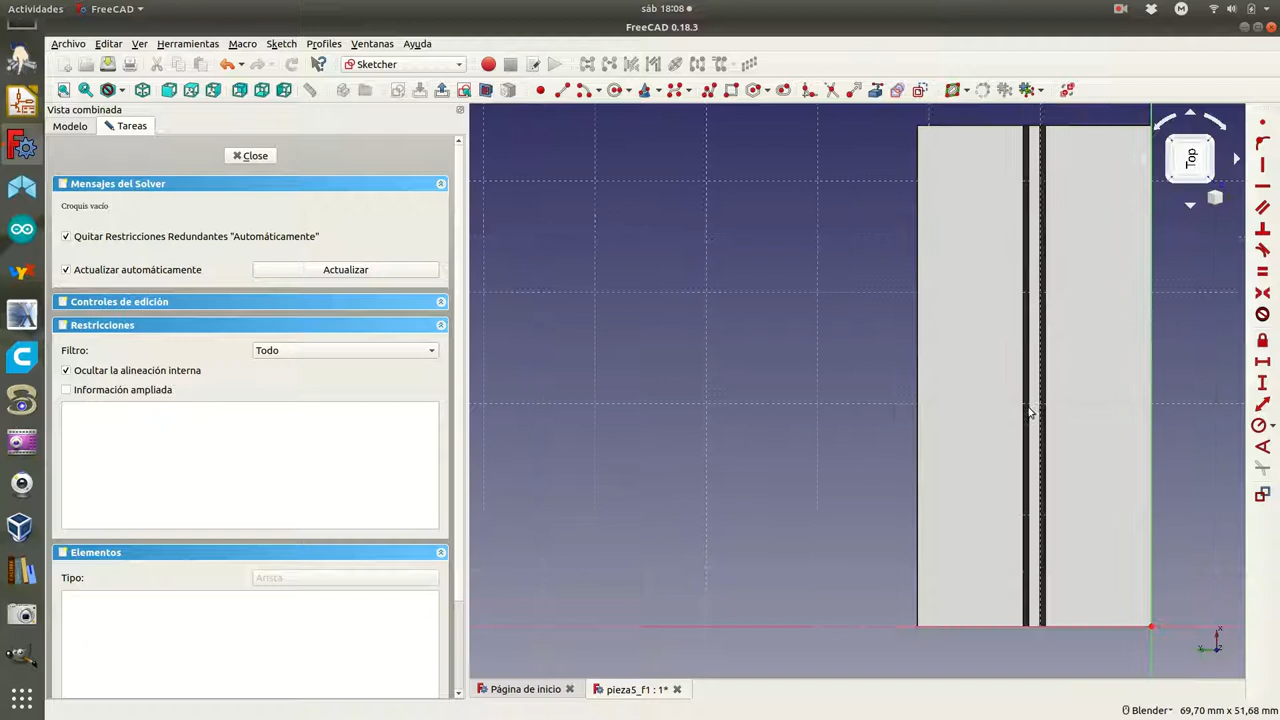 Actividades FreeCAD sáb 18:08
FreeCAD 0.18.3
Archivo Editar Ver Herramientas Macro Sketch Profiles Ventanas Ayuda
Sketcher
Vista combinada
Modelo Tareas
Close
Mensajes del Solver
Croquis vacío
Quitar Restricciones Redundantes "Automáticamente"
Actualizar automáticamente Actualizar
Controles de edición
Restricciones
Filtro: Todo
Ocultar la alineación interna
Información ampliada
Elementos
Tipo: Arista
Top
Página de inicio pieza5_f1 : 1*
Blender 69,70 mm x 51,68 mm